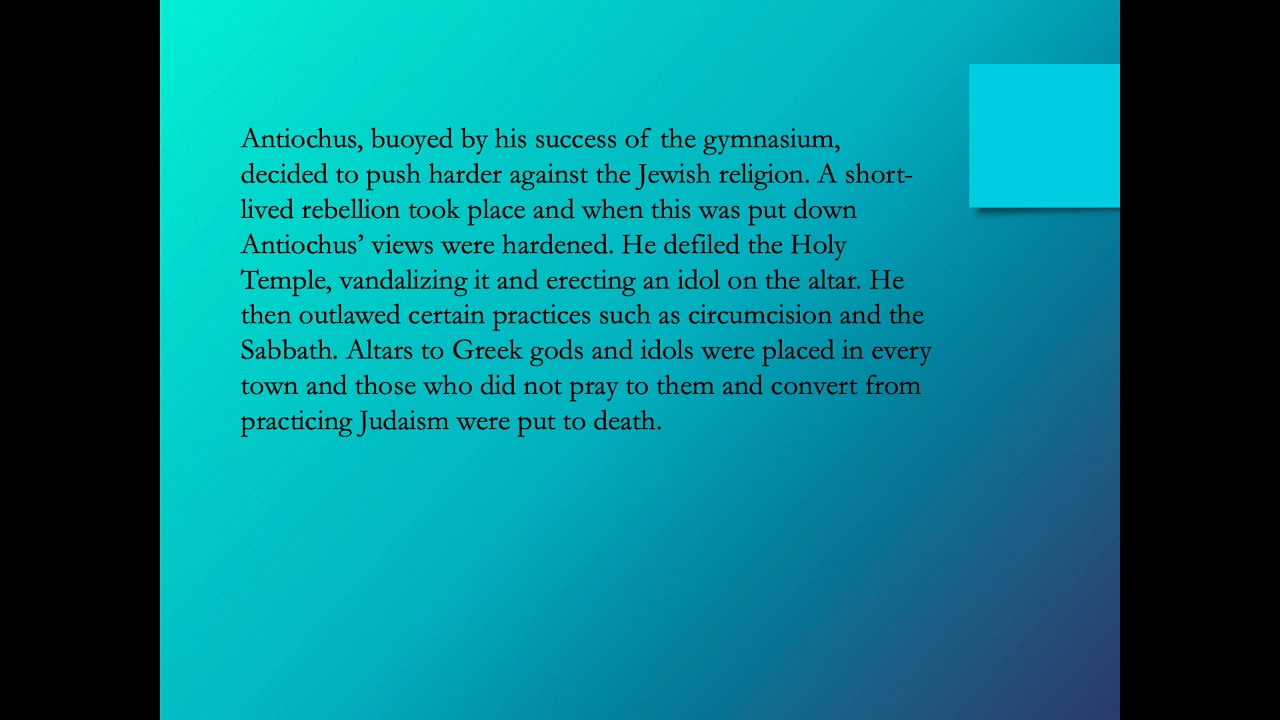 Antiochus, buoyed by his success of the gymnasium,
decided to push harder against the Jewish religion. A short-
lived rebellion took place and when this was put down
Antiochus’ views were hardened. He defiled the Holy
Temple, vandalizing it and erecting an idol on the altar. He
then outlawed certain practices such as circumcision and the
Sabbath. Altars to Greek gods and idols were placed in every
town and those who did not pray to them and convert from
practicing Judaism were put to death.